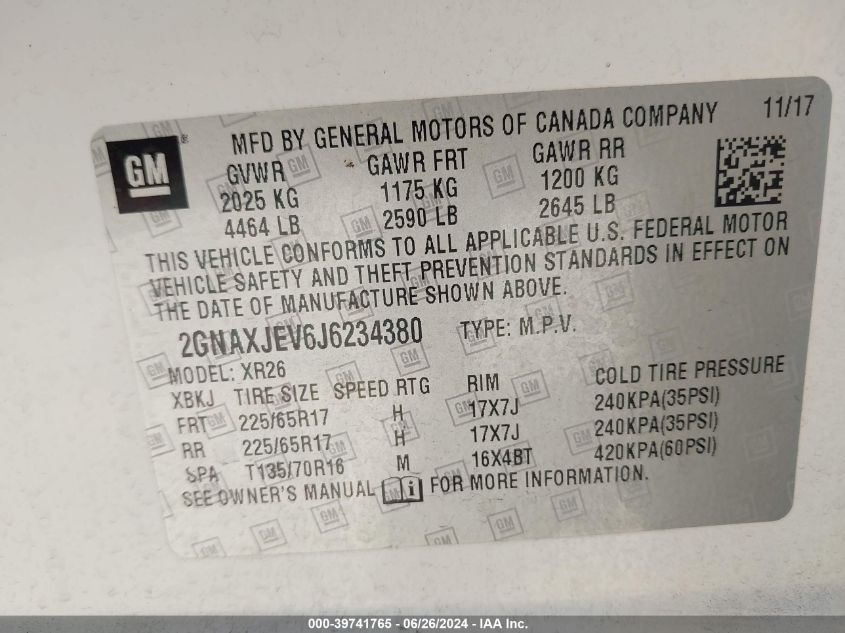 MFD BY GENERAL MOTORS OF CANADA COMPANY 11/17
GM ®
GVWR GAWR FRT GAWR RR
2025 KG 1175 KG 1200 KG
4464 LB 2590 LB 2645 LB
THIS VEHICLE CONFORMS TO ALL APPLICABLE U.S. FEDERAL MOTOR
VEHICLE SAFETY AND THEFT PREVENTION STANDARDS IN EFFECT ON
THE DATE OF MANUFACTURE SHOWN ABOVE.
2GNAXJEV6J6234380 TYPE: M.P.V.
MODEL: XR26
XBKJ TIRE SIZE SPEED RTG RIM COLD TIRE PRESSURE
FRT 225/65R17 H 17X7J 240KPA(35PSI)
RR 225/65R17 H 17X7J 240KPA(35PSI)
SPA T135/70R16 M 16X4BT 420KPA(60PSI)
SEE OWNER'S MANUAL i FOR MORE INFORMATION.
000-39741765 - 06/26/2024 - IAA Inc.